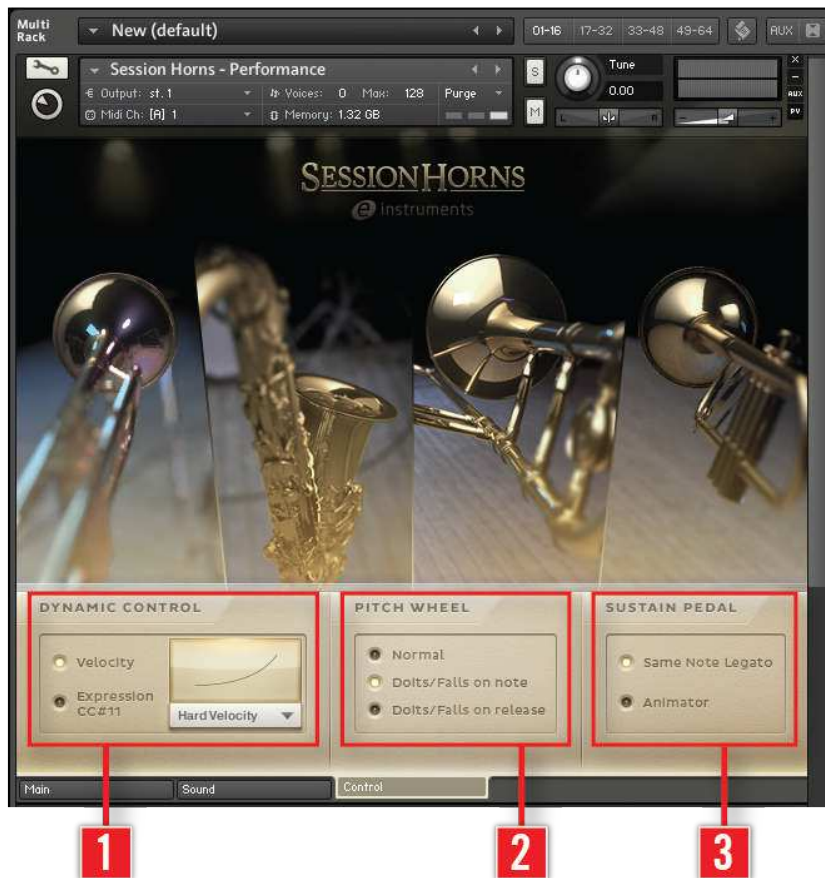 Multi
Rack
New (default)
01-16 17-32 33-48 49-64
AUX
Session Horns - Performance
Output: st.1
Voices: 0 Max: 128
Purge
Midi Ch: [A] 1
Memory: 1.32 GB
S
M
Tune
0.00
L R
- +
×
-
AUX
PV
SESSION HORNS
e instruments
DYNAMIC CONTROL
Velocity
Expression
CC#11
Hard Velocity
PITCH WHEEL
Normal
Doits/Falls on note
Doits/Falls on release
SUSTAIN PEDAL
Same Note Legato
Animator
Main
Sound
Control
1
2
3